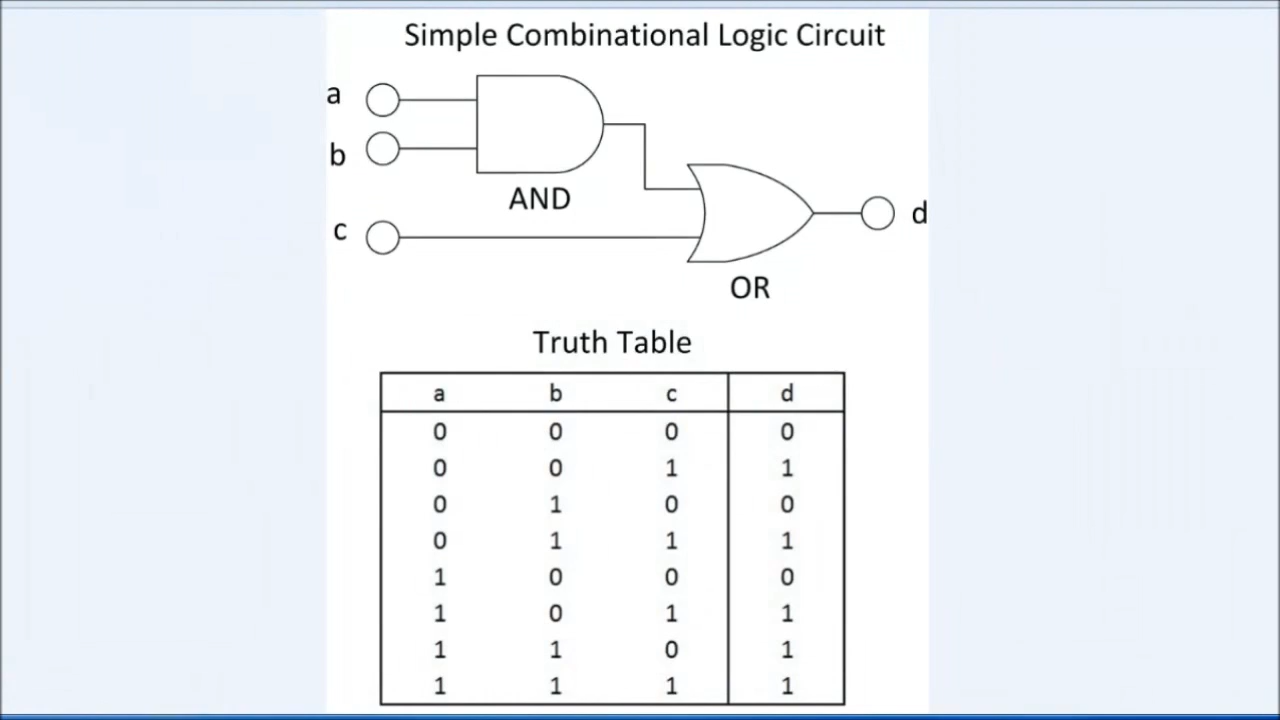 Simple Combinational Logic Circuit
a
b
AND
c
d
OR
Truth Table
a b c d
0 0 0 0
0 0 1 1
0 1 0 0
0 1 1 1
1 0 0 0
1 0 1 1
1 1 0 1
1 1 1 1